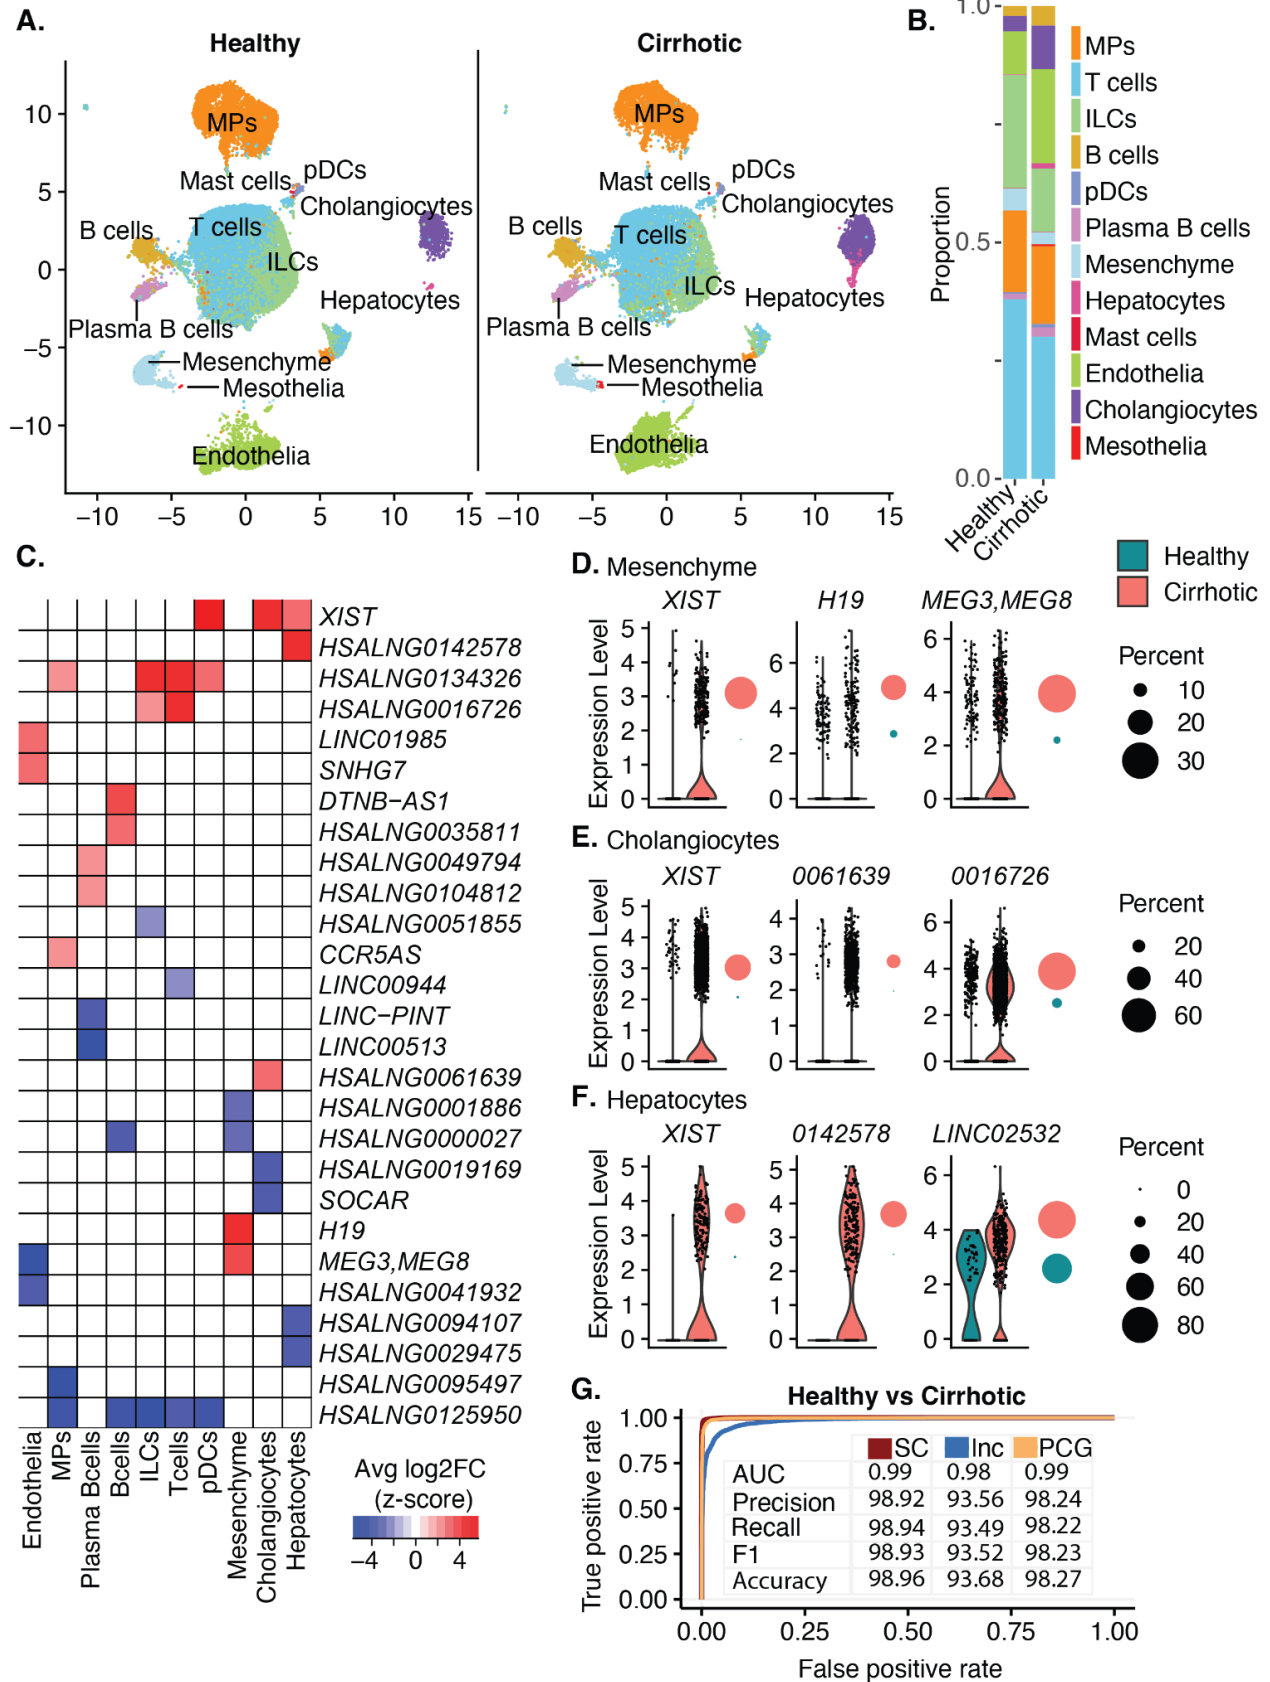 A.
Healthy
Cirrhotic
10
5
0
−5
−10
MPs
Mast cells
pDCs
Cholangiocytes
B cells
T cells
ILCs
Hepatocytes
Plasma B cells
Mesenchyme
Mesothelia
Endothelia
MPs
Mast cells
pDCs
Cholangiocytes
B cells
T cells
ILCs
Hepatocytes
Plasma B cells
Mesenchyme
Mesothelia
Endothelia
−10 −5 0 5 10 15
−10 −5 0 5 10 15
B.
1.0
0.5
0.0
Proportion
Healthy
Cirrhotic
MPs
T cells
ILCs
B cells
pDCs
Plasma B cells
Mesenchyme
Hepatocytes
Mast cells
Endothelia
Cholangiocytes
Mesothelia
C.
XIST
HSALNG0142578
HSALNG0134326
HSALNG0016726
LINC01985
SNHG7
DTNB−AS1
HSALNG0035811
HSALNG0049794
HSALNG0104812
HSALNG0051855
CCR5AS
LINC00944
LINC−PINT
LINC00513
HSALNG0061639
HSALNG0001886
HSALNG0000027
HSALNG0019169
SOCAR
H19
MEG3,MEG8
HSALNG0041932
HSALNG0094107
HSALNG0029475
HSALNG0095497
HSALNG0125950
Endothelia
MPs
Plasma Bcells
Bcells
ILCs
Tcells
pDCs
Mesenchyme
Cholangiocytes
Hepatocytes
Avg log2FC
(z-score)
−4 0 4
Healthy
Cirrhotic
D. Mesenchyme
XIST H19 MEG3,MEG8
Expression Level
5
4
3
2
1
0
6
4
2
0
6
4
2
0
Percent
10
20
30
E. Cholangiocytes
XIST 0061639 0016726
Expression Level
5
4
3
2
1
0
4
3
2
1
0
6
4
2
0
Percent
20
40
60
F. Hepatocytes
XIST 0142578 LINC02532
Expression Level
5
4
3
2
1
0
5
4
3
2
1
0
6
4
2
0
Percent
0
20
40
60
80
G.
Healthy vs Cirrhotic
True positive rate
1.00
0.75
0.50
0.25
0.00
SC lnc PCG
AUC 0.99 0.98 0.99
Precision 98.92 93.56 98.24
Recall 98.94 93.49 98.22
F1 98.93 93.52 98.23
Accuracy 98.96 93.68 98.27
0.00 0.25 0.50 0.75 1.00
False positive rate